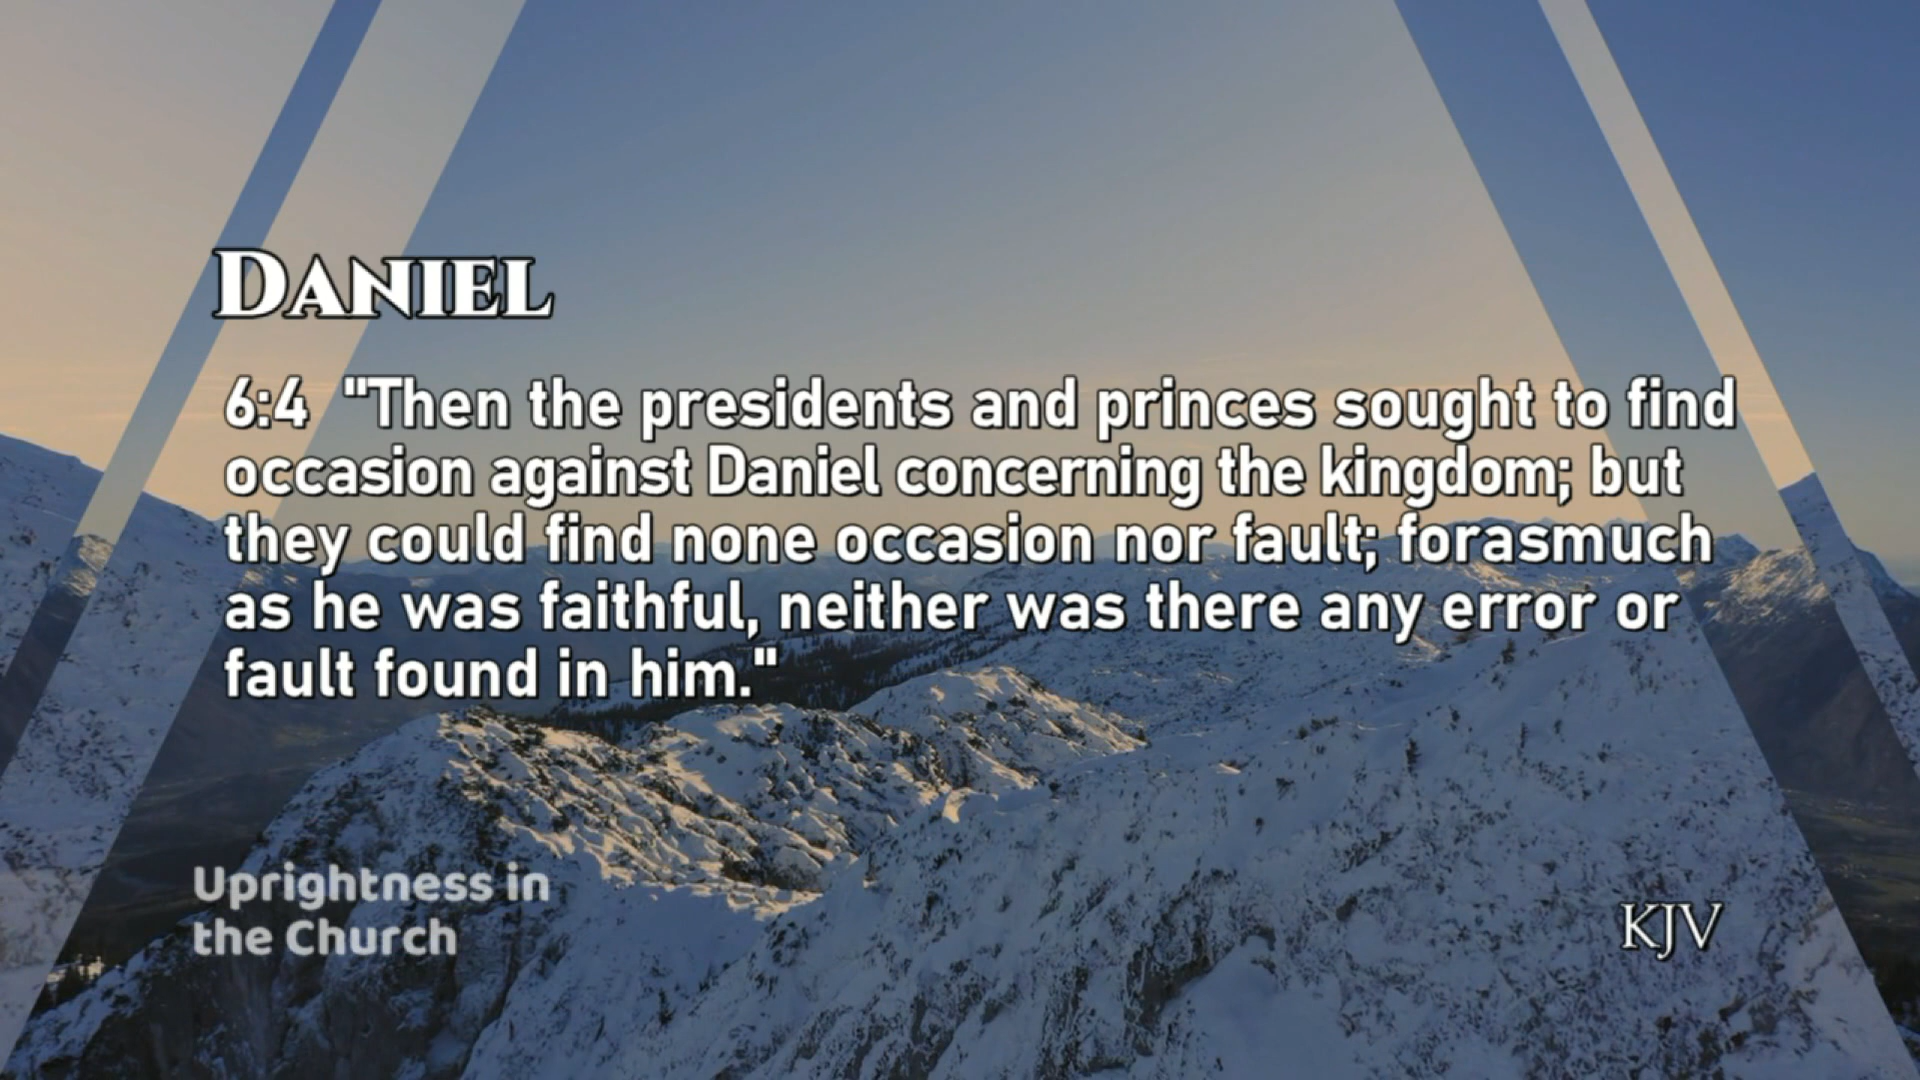 DANIEL
6:4 "Then the presidents and princes sought to find
occasion against Daniel concerning the kingdom; but
they could find none occasion nor fault; forasmuch
as he was faithful, neither was there any error or
fault found in him."
Uprightness in
the Church
KJV